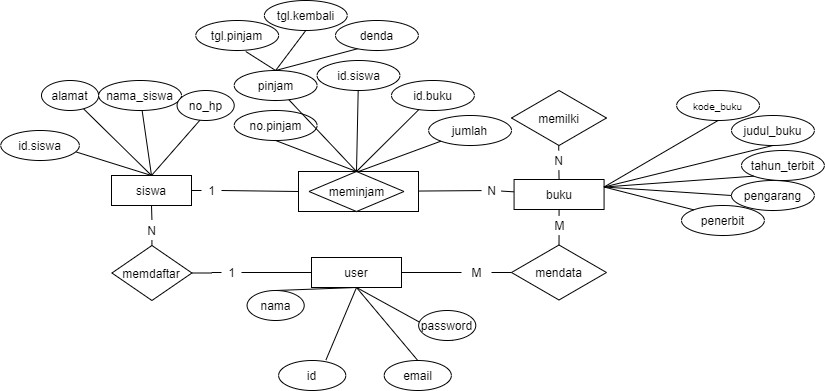 tgl.kembali
tgl.pinjam
denda
pinjam
id.siswa
alamat
nama_siswa
no_hp
id.buku
kode_buku
memilki
no.pinjam
jumlah
judul_buku
id.siswa
N
tahun_terbit
siswa
1
meminjam
N
buku
pengarang
penerbit
N
M
memdaftar
1
user
M
mendata
nama
password
id
email